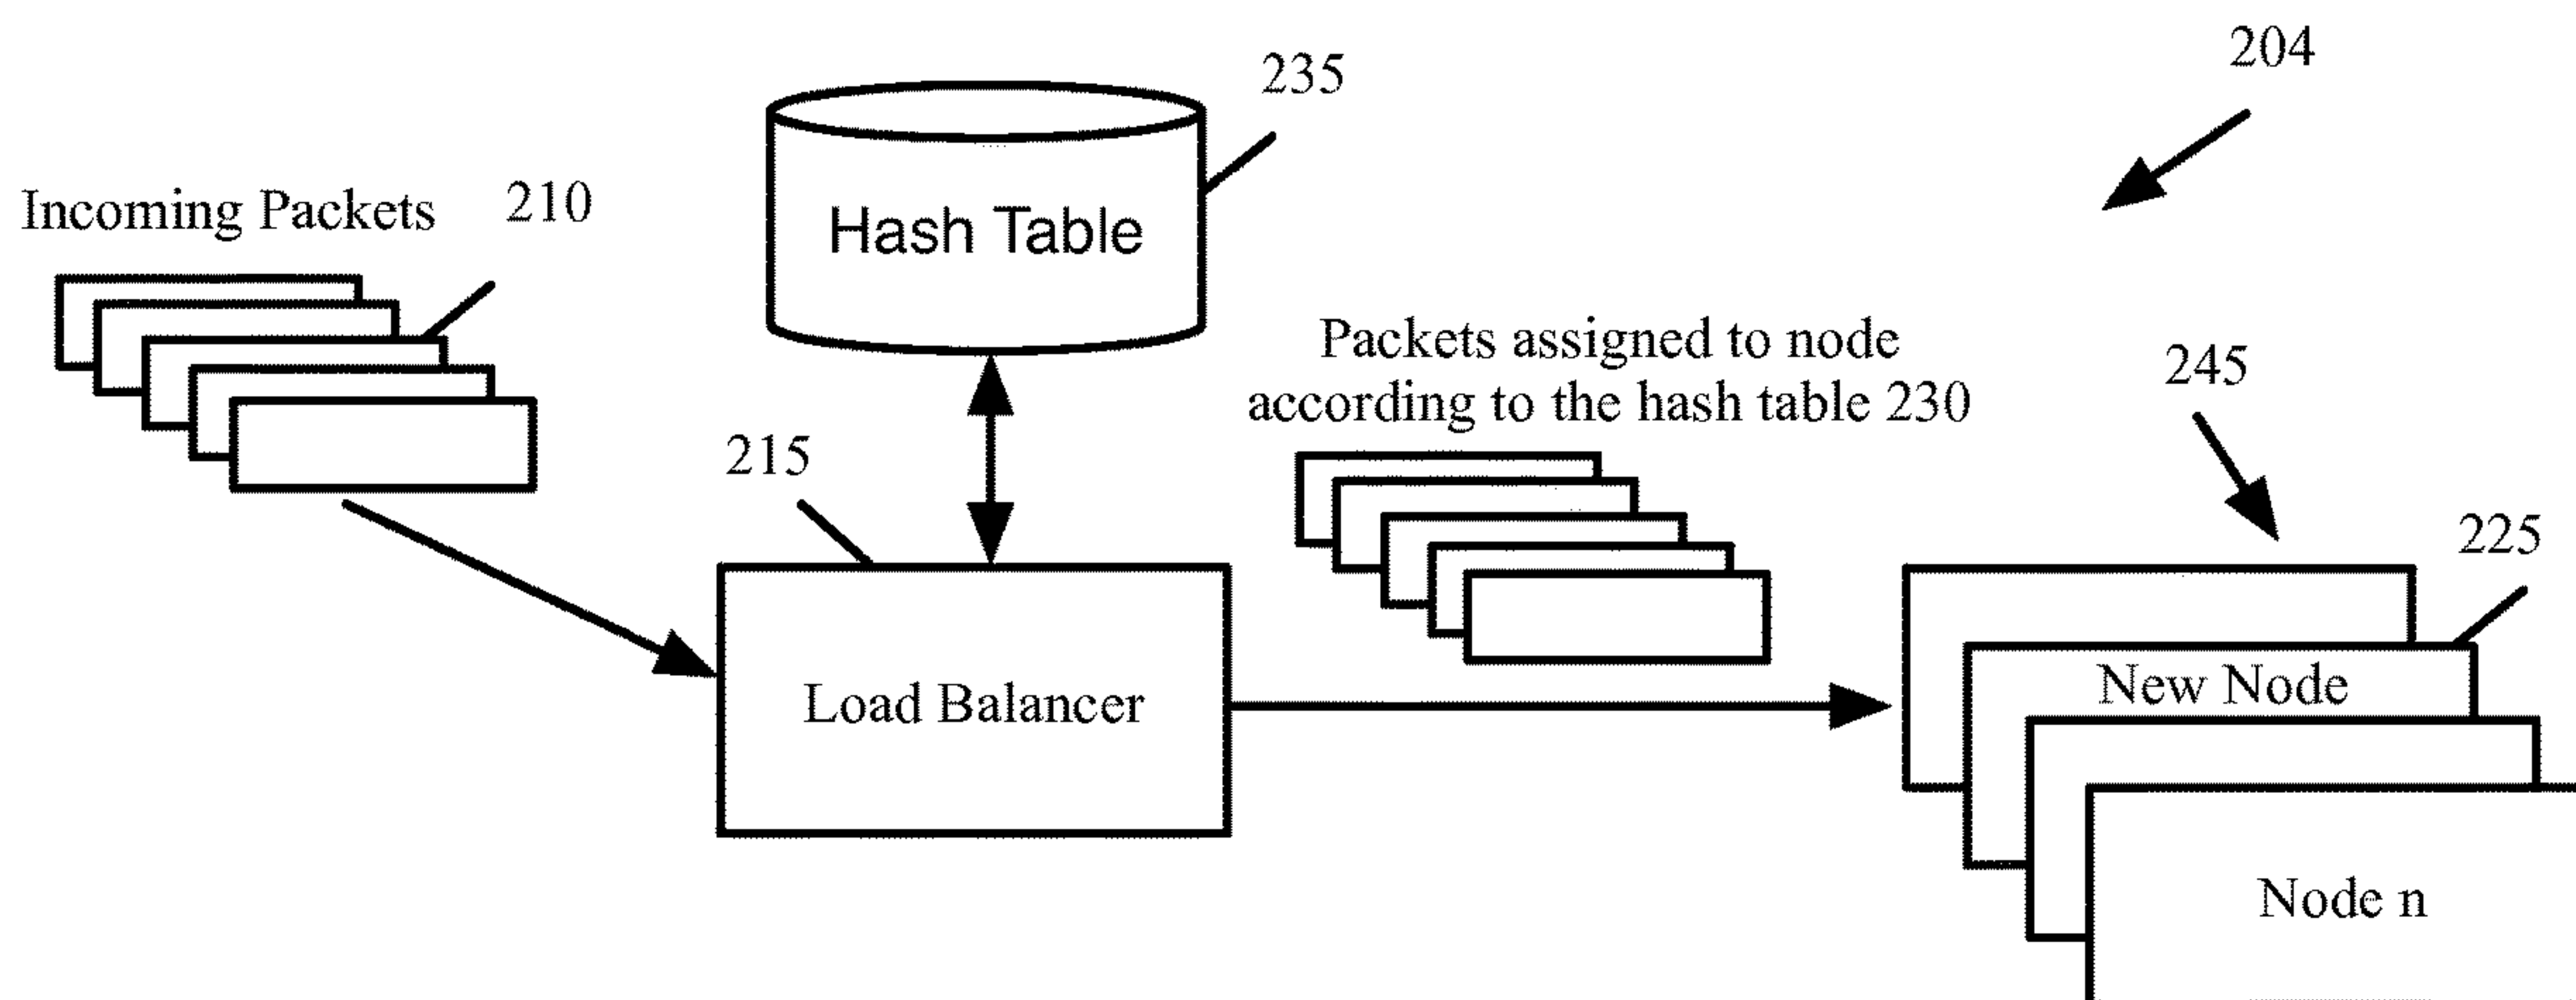 204
235
Incoming Packets 210
Hash Table
Packets assigned to node
according to the hash table 230
245
215
225
New Node
Load Balancer
Node n